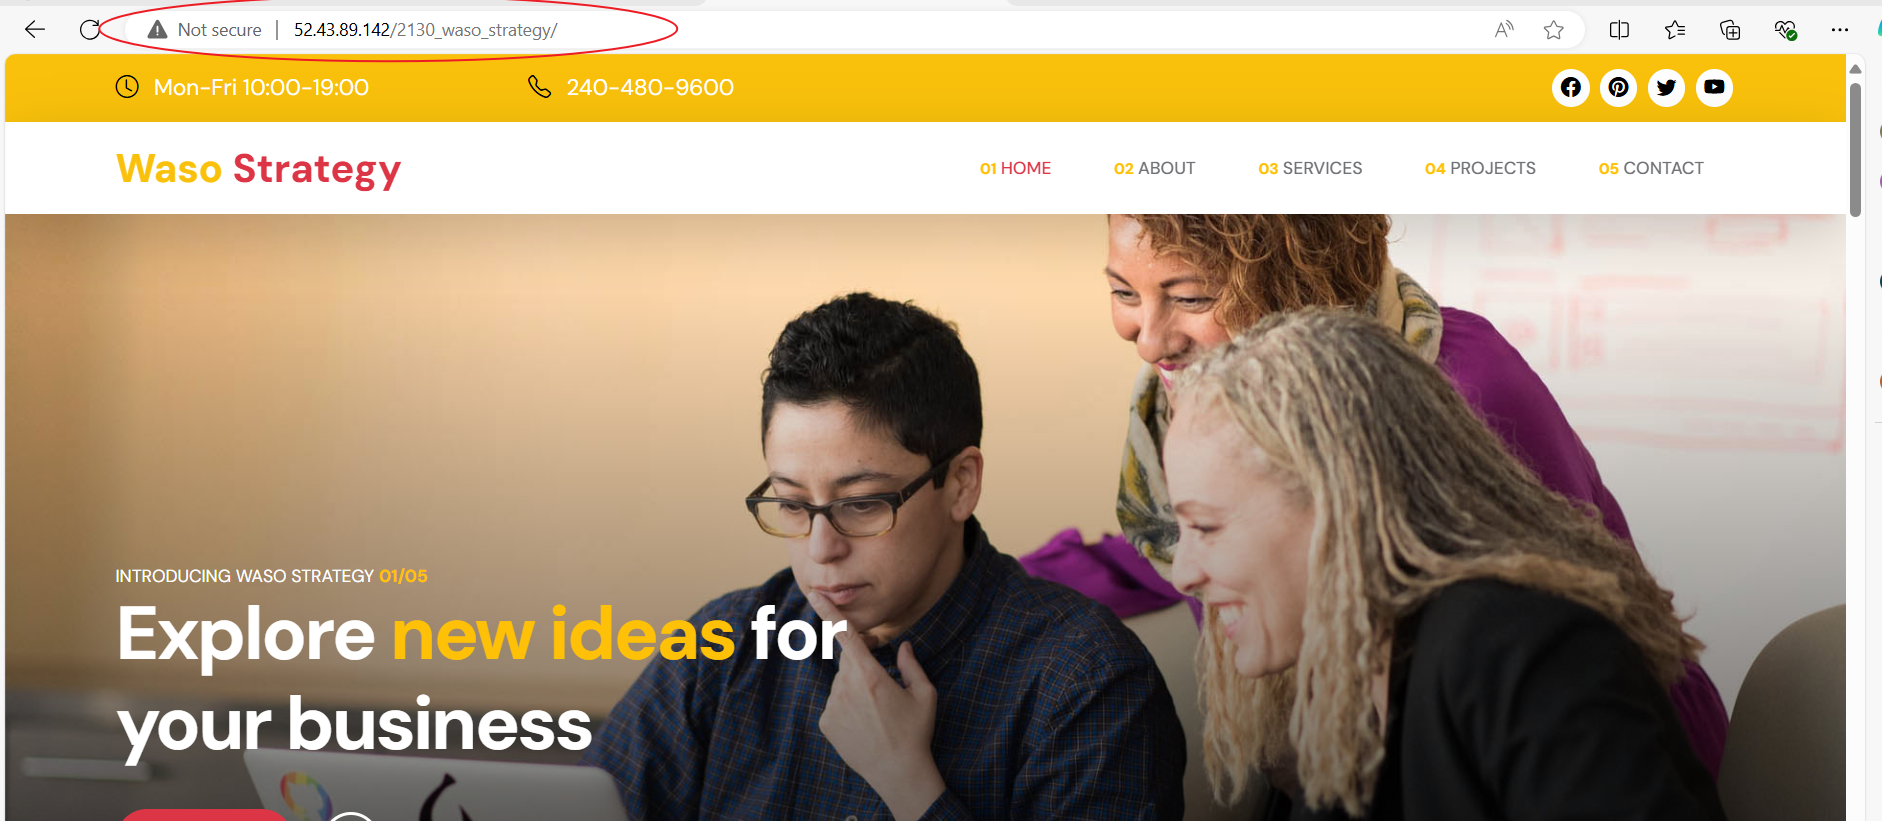 Not secure | 52.43.89.142/2130_waso_strategy/
Mon-Fri 10:00-19:00
240-480-9600
Waso Strategy
01 HOME
02 ABOUT
03 SERVICES
04 PROJECTS
05 CONTACT
INTRODUCING WASO STRATEGY 01/05
Explore new ideas for
your business